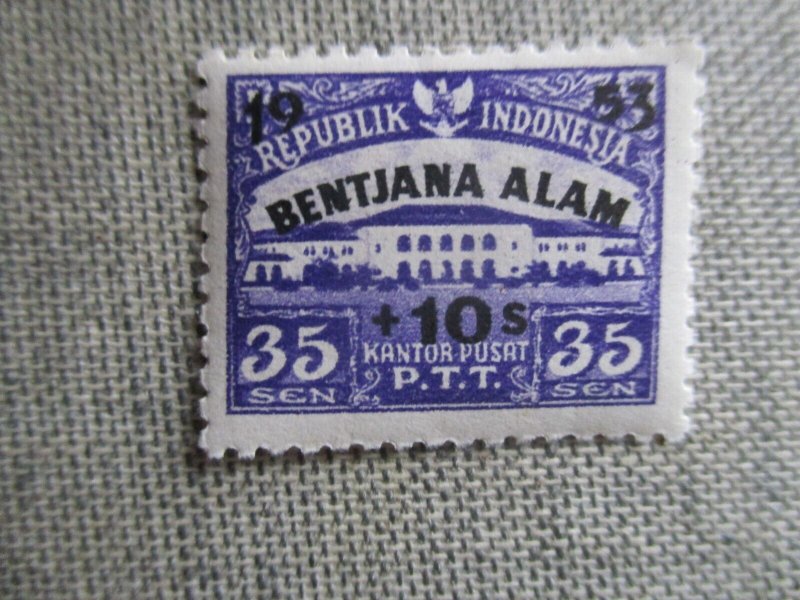 19 53
REPUBLIK INDONESIA
BENTJANA ALAM
+10s
35 KANTOR PUSAT 35
SEN P.T.T. SEN